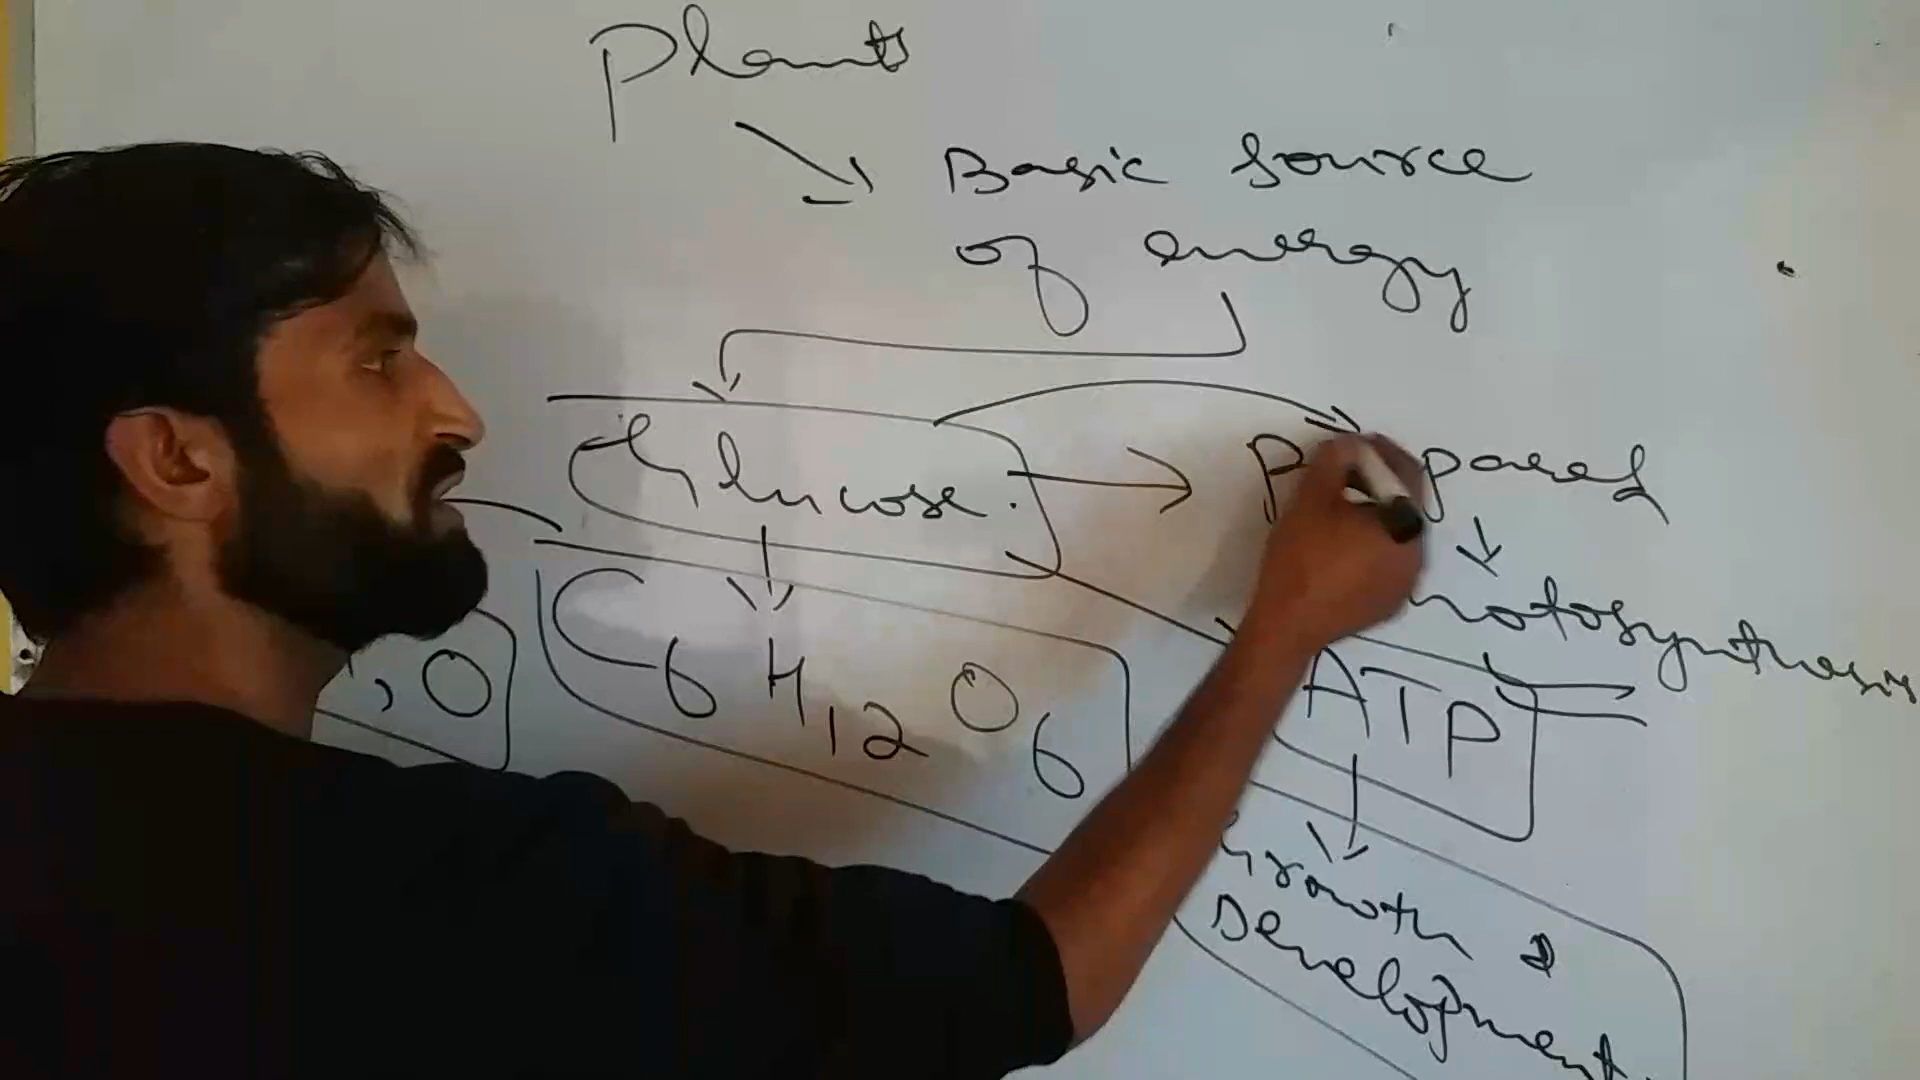 Plants
Basic Source
of energy
Glucose.
Prepared
Photosynthesis
C6H12O6
, O
ATP
Growth &
Development